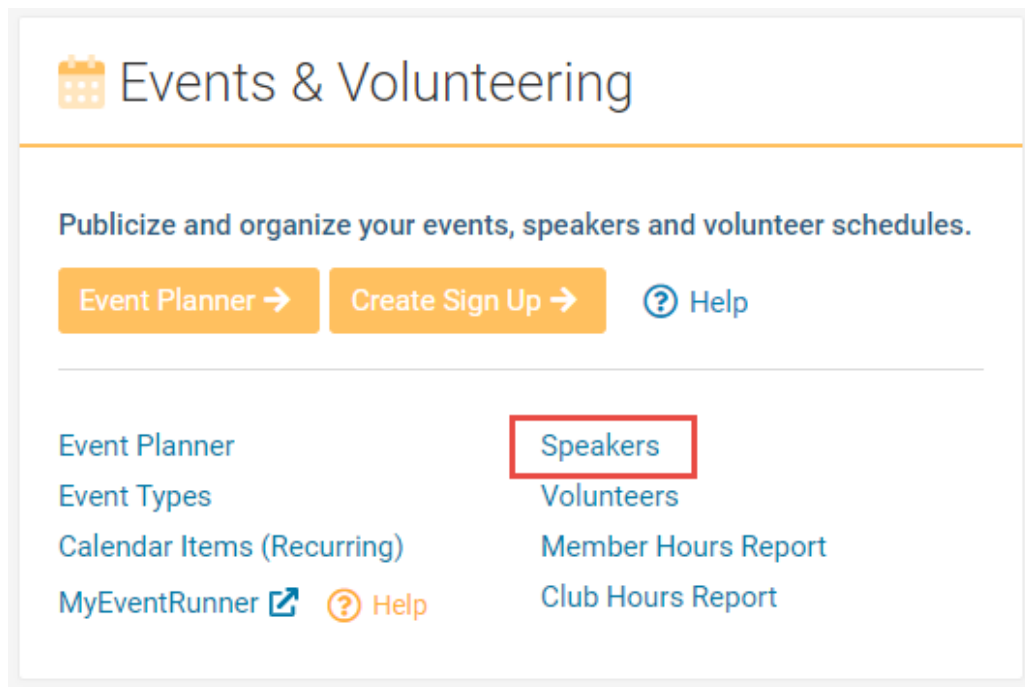 Events & Volunteering
Publicize and organize your events, speakers and volunteer schedules.
Event Planner → Create Sign Up → Help
Event Planner
Event Types
Calendar Items (Recurring)
MyEventRunner Help
Speakers
Volunteers
Member Hours Report
Club Hours Report